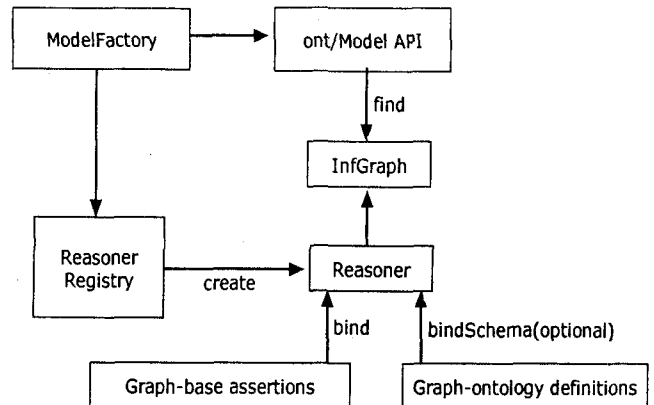 ModelFactory
ont/Model API
find
InfGraph
Reasoner
Registry
create
Reasoner
bind
bindSchema(optional)
Graph-base assertions
Graph-ontology definitions